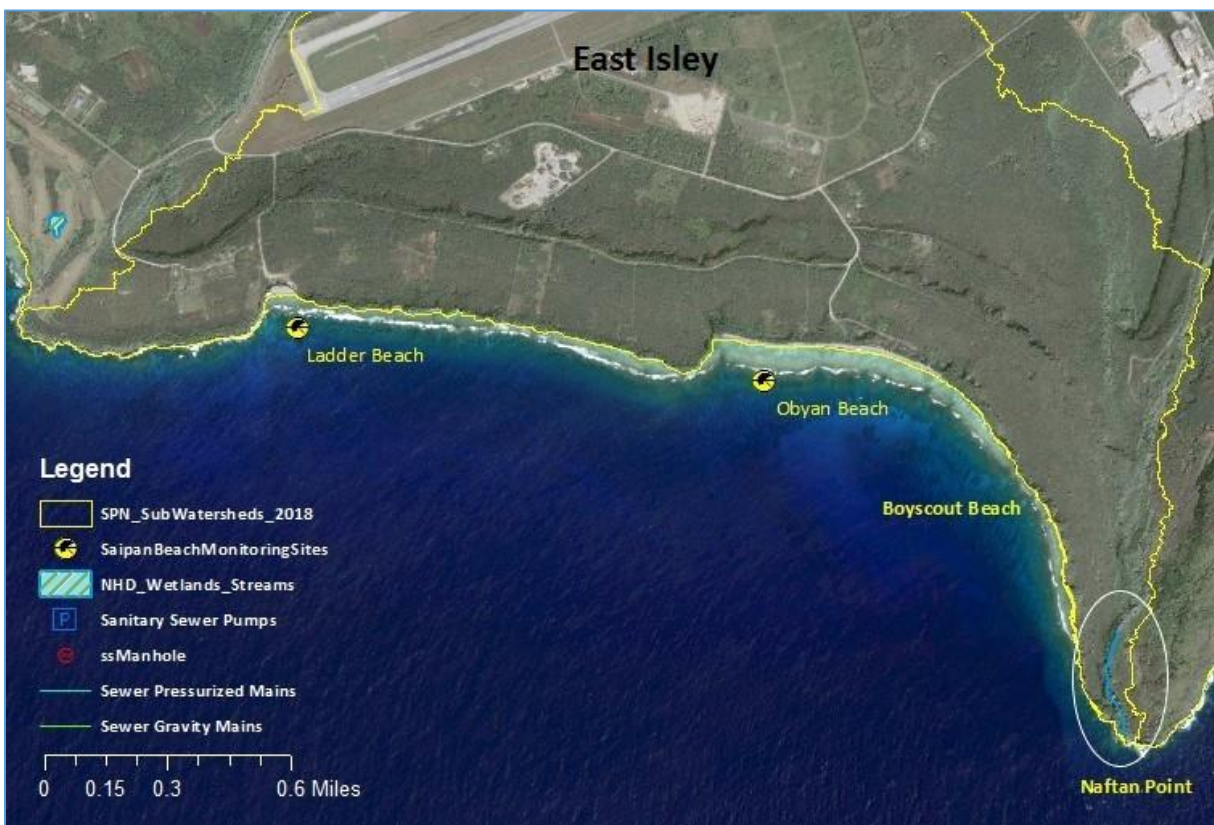 East Isley
Ladder Beach
Obyan Beach
Boyscout Beach
Naftan Point
Legend
SPN_SubWatersheds_2018
SaipanBeachMonitoringSites
NHD_Wetlands_Streams
P Sanitary Sewer Pumps
ssManhole
Sewer Pressurized Mains
Sewer Gravity Mains
0 0.15 0.3 0.6 Miles